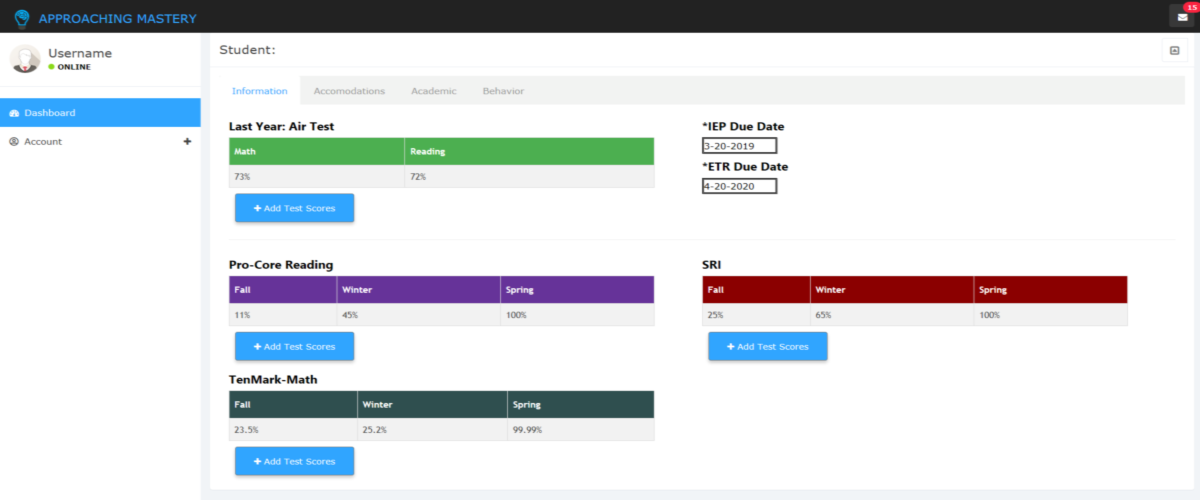 APPROACHING MASTERY
15
Username
ONLINE
Dashboard
Account
Student:
Information Accomodations Academic Behavior
Last Year: Air Test
Math Reading
73% 72%
Add Test Scores
*IEP Due Date
3-20-2019
*ETR Due Date
4-20-2020
Pro-Core Reading
Fall Winter Spring
11% 45% 100%
Add Test Scores
SRI
Fall Winter Spring
25% 65% 100%
Add Test Scores
TenMark-Math
Fall Winter Spring
23.5% 25.2% 99.99%
Add Test Scores